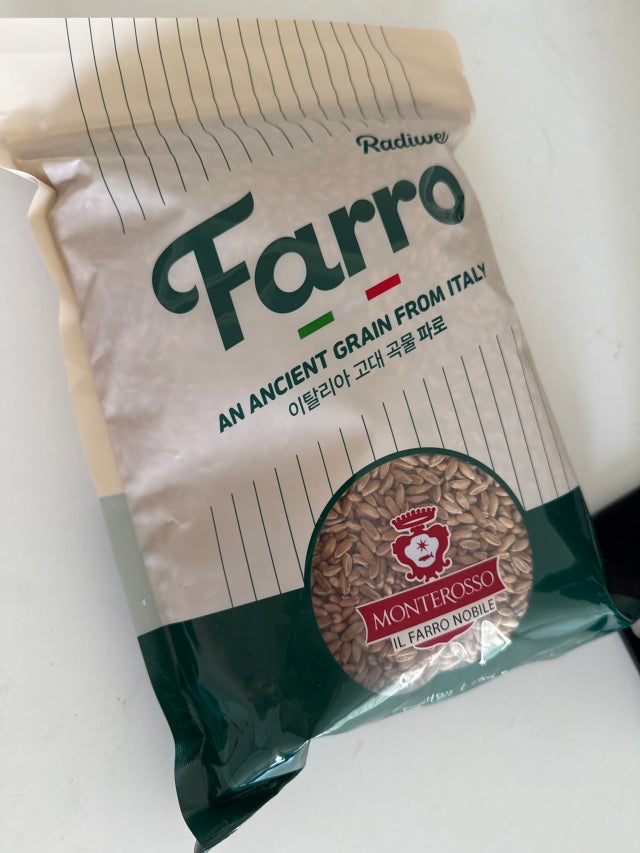 Radiwel
Farro
AN ANCIENT GRAIN FROM ITALY
이탈리아 고대 곡물 파로
MONTEROSSO
IL FARRO NOBILE